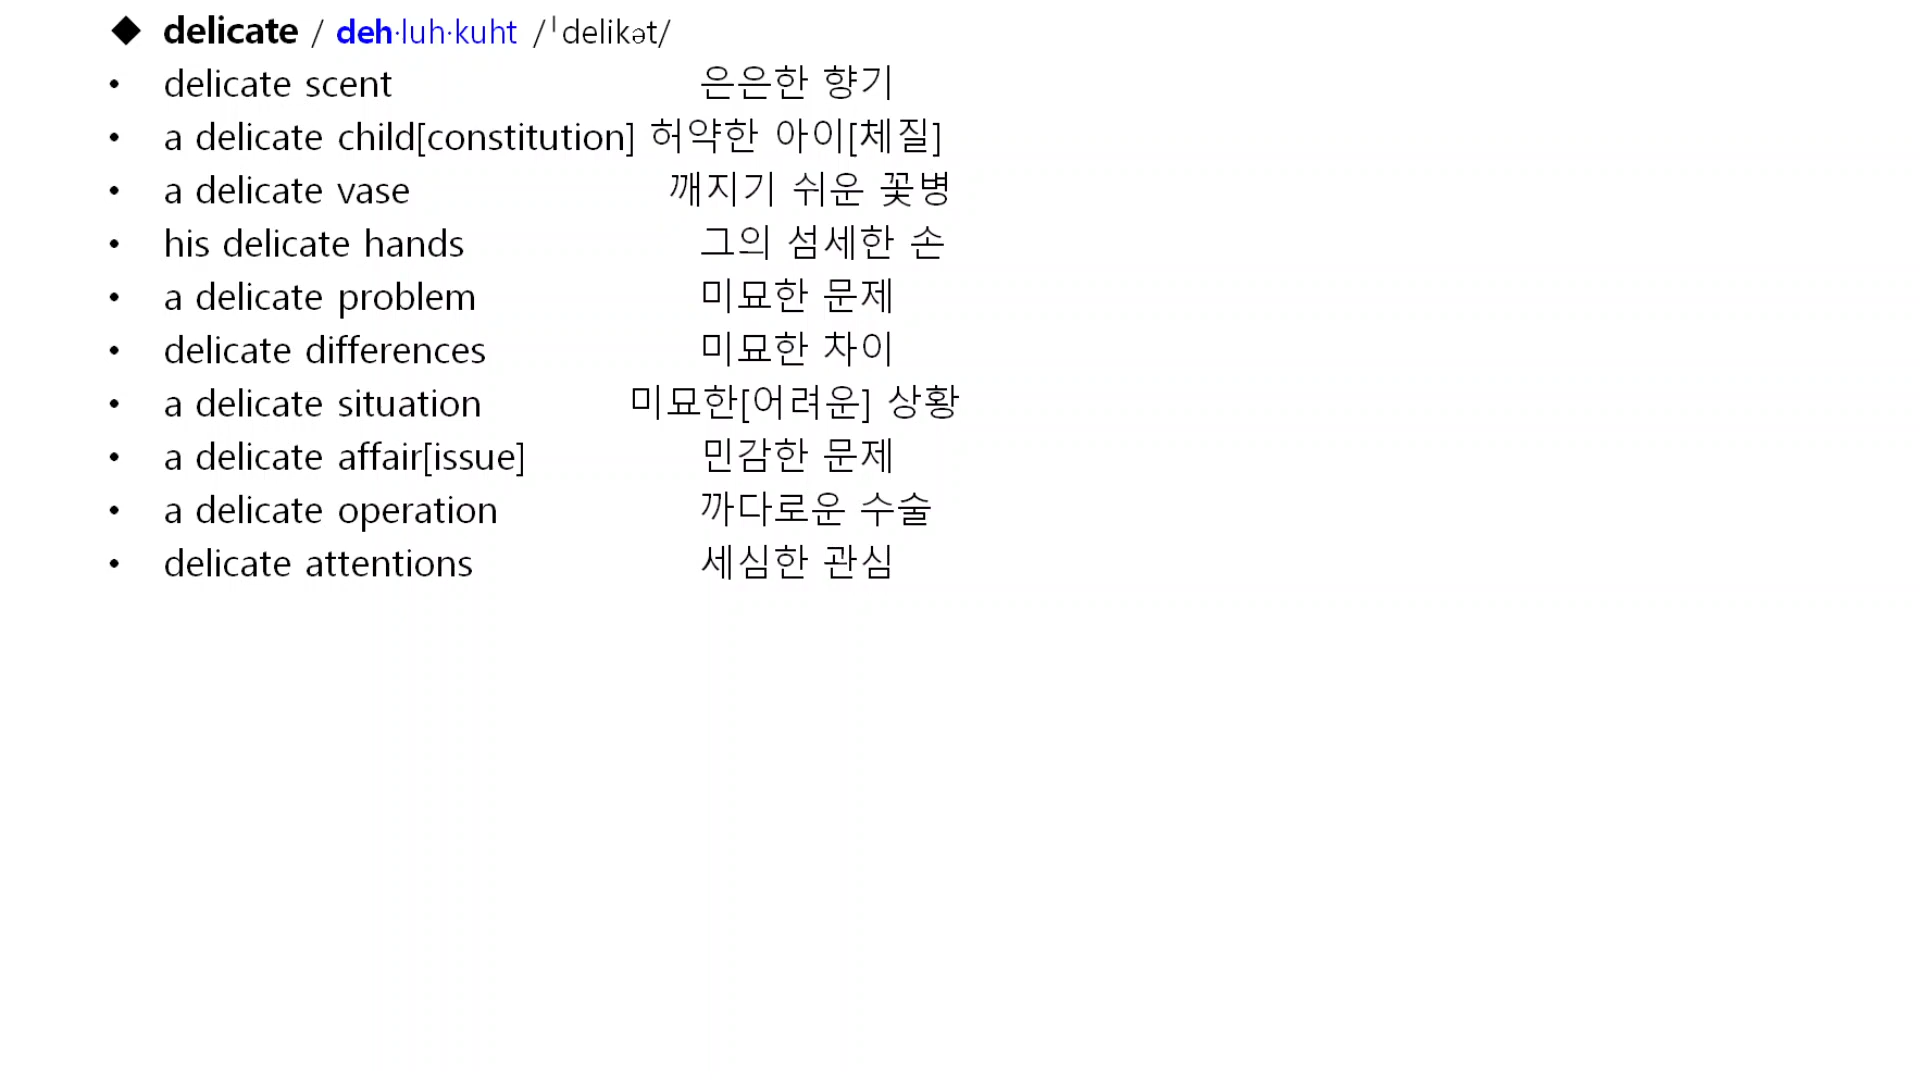 ◆ delicate / deh·luh·kuht /ˈdelikət/
• delicate scent 은은한 향기
• a delicate child[constitution] 허약한 아이[체질]
• a delicate vase 깨지기 쉬운 꽃병
• his delicate hands 그의 섬세한 손
• a delicate problem 미묘한 문제
• delicate differences 미묘한 차이
• a delicate situation 미묘한[어려운] 상황
• a delicate affair[issue] 민감한 문제
• a delicate operation 까다로운 수술
• delicate attentions 세심한 관심